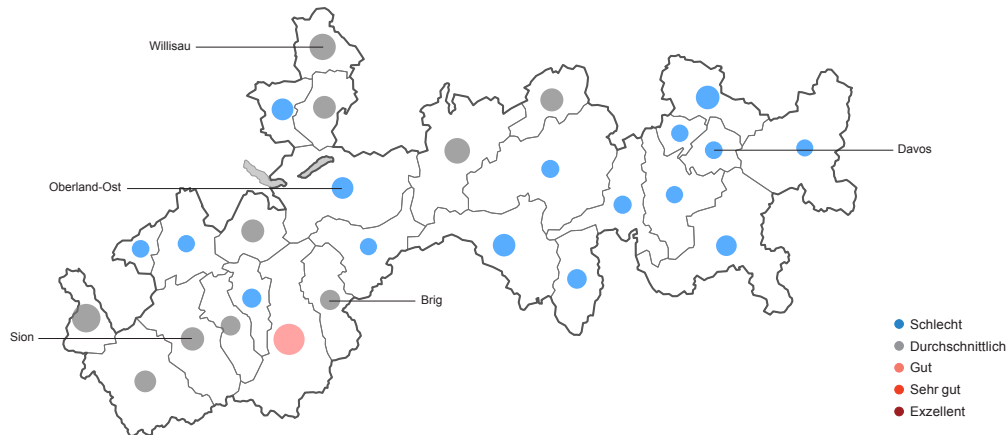 Willisau
Davos
Oberland-Ost
Brig
Sion
Schlecht
Durchschnittlich
Gut
Sehr gut
Exzellent